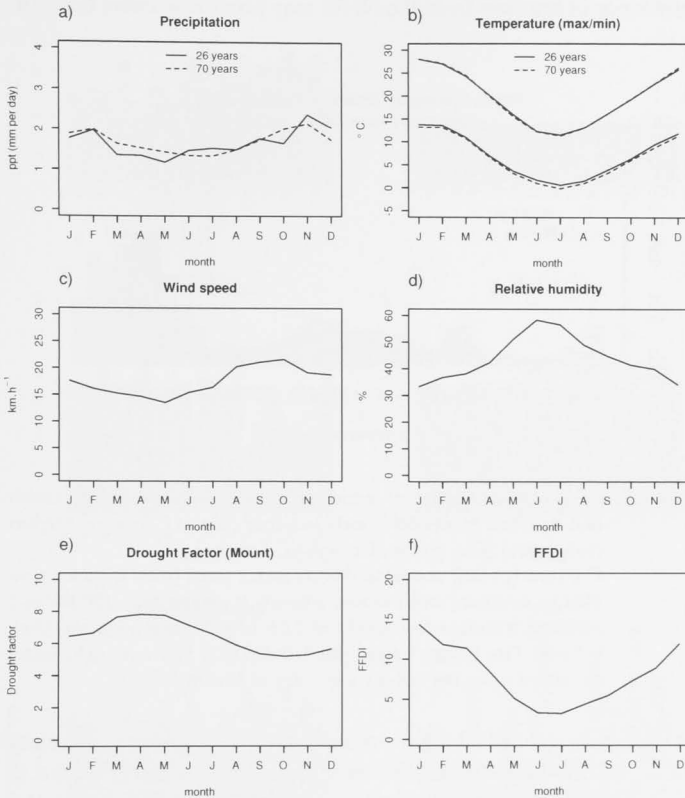 a)
Precipitation
4
3
2
1
0
ppt (mm per day)
26 years
70 years
J F M A M J J A S O N D
month
b)
Temperature (max/min)
30
25
20
15
10
5
0
-5
° C
26 years
70 years
J F M A M J J A S O N D
month
c)
Wind speed
30
25
20
15
10
5
0
km.h⁻¹
J F M A M J J A S O N D
month
d)
Relative humidity
60
50
40
30
20
10
0
%
J F M A M J J A S O N D
month
e)
Drought Factor (Mount)
10
8
6
4
2
0
Drought factor
J F M A M J J A S O N D
month
f)
FFDI
20
15
10
5
0
FFDI
J F M A M J J A S O N D
month